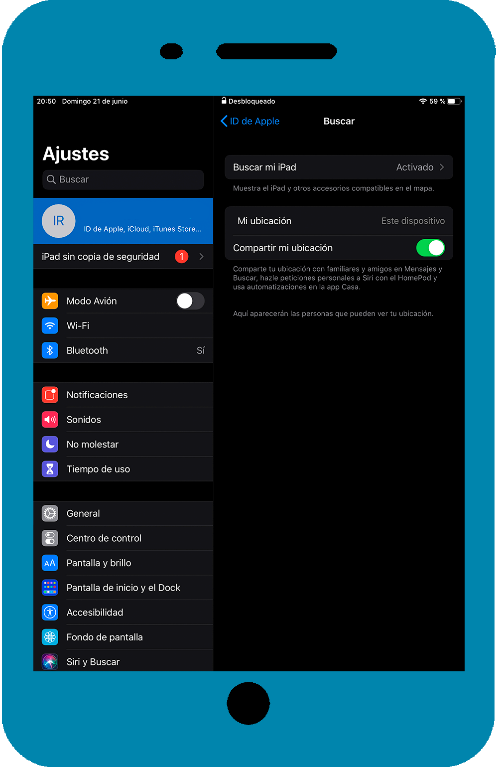 20:50 Domingo 21 de junio
Desbloqueado
59 %
Ajustes
Buscar
IR
ID de Apple, iCloud, iTunes Store...
iPad sin copia de seguridad 1
Modo Avión
Wi-Fi
Bluetooth Sí
Notificaciones
Sonidos
No molestar
Tiempo de uso
General
Centro de control
AA Pantalla y brillo
Pantalla de inicio y el Dock
Accesibilidad
Fondo de pantalla
Siri y Buscar
ID de Apple
Buscar
Buscar mi iPad Activado
Muestra el iPad y otros accesorios compatibles en el mapa.
Mi ubicación Este dispositivo
Compartir mi ubicación
Comparte tu ubicación con familiares y amigos en Mensajes y
Buscar, hazle peticiones personales a Siri con el HomePod y
usa automatizaciones en la app Casa.
Aquí aparecerán las personas que pueden ver tu ubicación.